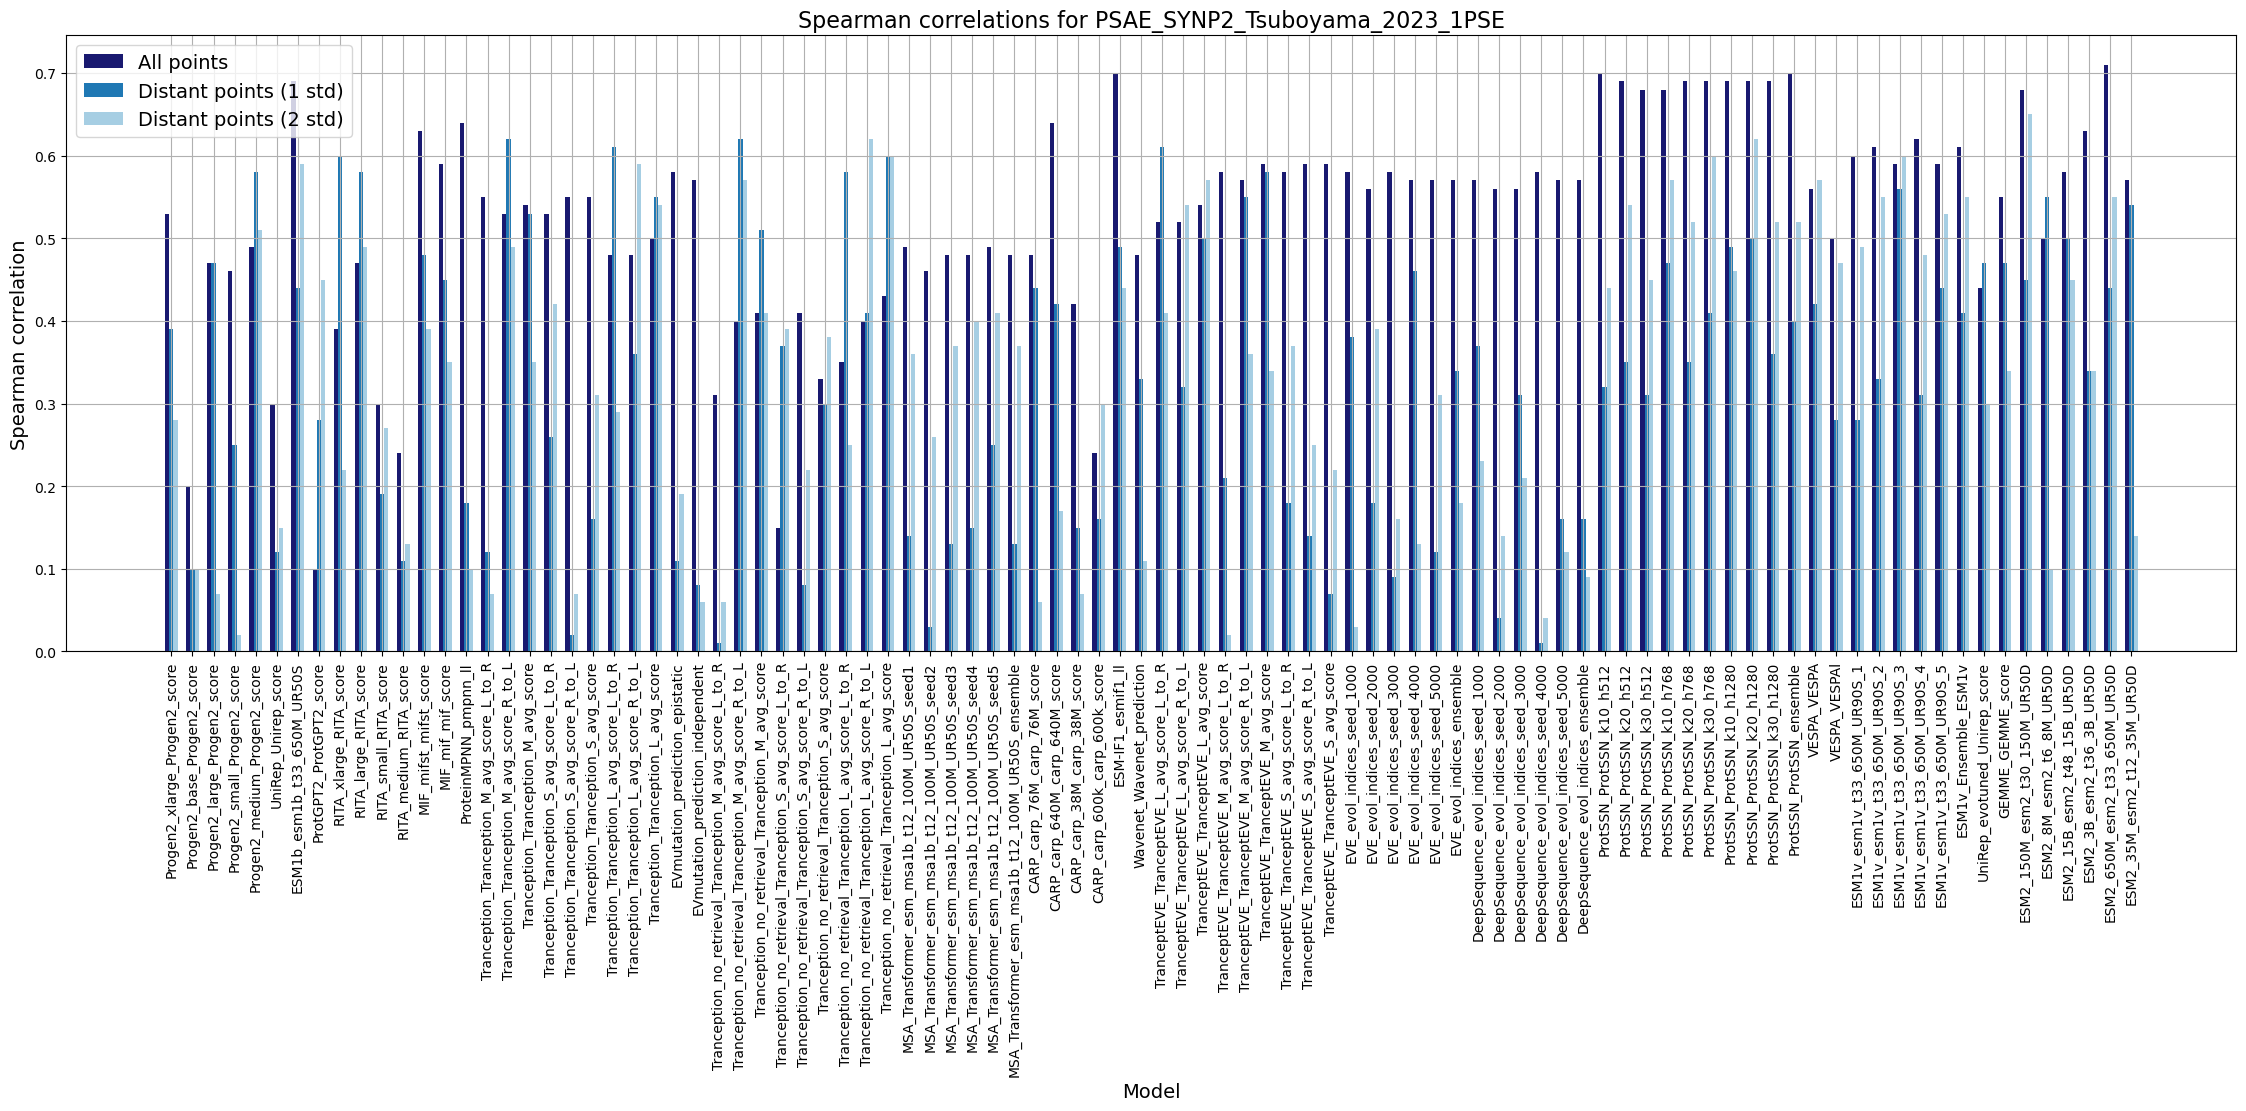 Spearman correlations for PSAE_SYNP2_Tsuboyama_2023_1PSE
All points
Distant points (1 std)
Distant points (2 std)
Spearman correlation
0.7
0.6
0.5
0.4
0.3
0.2
0.1
0.0
Progen2_xlarge_Progen2_score
Progen2_base_Progen2_score
Progen2_large_Progen2_score
Progen2_small_Progen2_score
Progen2_medium_Progen2_score
UniRep_Unirep_score
ESM1b_esm1b_t33_650M_UR50S
ProtGPT2_ProtGPT2_score
RITA_xlarge_RITA_score
RITA_large_RITA_score
RITA_small_RITA_score
RITA_medium_RITA_score
MIF_mifst_mifst_score
MIF_mif_mif_score
ProteinMPNN_pmpnn_ll
Tranception_Tranception_M_avg_score_L_to_R
Tranception_Tranception_M_avg_score_R_to_L
Tranception_Tranception_M_avg_score
Tranception_Tranception_S_avg_score_L_to_R
Tranception_Tranception_S_avg_score_R_to_L
Tranception_Tranception_S_avg_score
Tranception_Tranception_L_avg_score_L_to_R
Tranception_Tranception_L_avg_score_R_to_L
Tranception_Tranception_L_avg_score
EVmutation_prediction_epistatic
EVmutation_prediction_independent
Tranception_no_retrieval_Tranception_M_avg_score_L_to_R
Tranception_no_retrieval_Tranception_M_avg_score_R_to_L
Tranception_no_retrieval_Tranception_M_avg_score
Tranception_no_retrieval_Tranception_S_avg_score_L_to_R
Tranception_no_retrieval_Tranception_S_avg_score_R_to_L
Tranception_no_retrieval_Tranception_S_avg_score
Tranception_no_retrieval_Tranception_L_avg_score_L_to_R
Tranception_no_retrieval_Tranception_L_avg_score_R_to_L
Tranception_no_retrieval_Tranception_L_avg_score
MSA_Transformer_esm_msa1b_t12_100M_UR50S_seed1
MSA_Transformer_esm_msa1b_t12_100M_UR50S_seed2
MSA_Transformer_esm_msa1b_t12_100M_UR50S_seed3
MSA_Transformer_esm_msa1b_t12_100M_UR50S_seed4
MSA_Transformer_esm_msa1b_t12_100M_UR50S_seed5
MSA_Transformer_esm_msa1b_t12_100M_UR50S_ensemble
CARP_carp_76M_carp_76M_score
CARP_carp_640M_carp_640M_score
CARP_carp_38M_carp_38M_score
CARP_carp_600k_carp_600k_score
ESM-IF1_esmif1_ll
Wavenet_Wavenet_prediction
TranceptEVE_TranceptEVE_L_avg_score_L_to_R
TranceptEVE_TranceptEVE_L_avg_score_R_to_L
TranceptEVE_TranceptEVE_L_avg_score
TranceptEVE_TranceptEVE_M_avg_score_L_to_R
TranceptEVE_TranceptEVE_M_avg_score_R_to_L
TranceptEVE_TranceptEVE_M_avg_score
TranceptEVE_TranceptEVE_S_avg_score_L_to_R
TranceptEVE_TranceptEVE_S_avg_score_R_to_L
TranceptEVE_TranceptEVE_S_avg_score
EVE_evol_indices_seed_1000
EVE_evol_indices_seed_2000
EVE_evol_indices_seed_3000
EVE_evol_indices_seed_4000
EVE_evol_indices_seed_5000
EVE_evol_indices_ensemble
DeepSequence_evol_indices_seed_1000
DeepSequence_evol_indices_seed_2000
DeepSequence_evol_indices_seed_3000
DeepSequence_evol_indices_seed_4000
DeepSequence_evol_indices_seed_5000
DeepSequence_evol_indices_ensemble
ProtSSN_ProtSSN_k10_h512
ProtSSN_ProtSSN_k20_h512
ProtSSN_ProtSSN_k30_h512
ProtSSN_ProtSSN_k10_h768
ProtSSN_ProtSSN_k20_h768
ProtSSN_ProtSSN_k30_h768
ProtSSN_ProtSSN_k10_h1280
ProtSSN_ProtSSN_k20_h1280
ProtSSN_ProtSSN_k30_h1280
ProtSSN_ProtSSN_ensemble
VESPA_VESPA
VESPA_VESPAl
ESM1v_esm1v_t33_650M_UR90S_1
ESM1v_esm1v_t33_650M_UR90S_2
ESM1v_esm1v_t33_650M_UR90S_3
ESM1v_esm1v_t33_650M_UR90S_4
ESM1v_esm1v_t33_650M_UR90S_5
ESM1v_Ensemble_ESM1v
UniRep_evotuned_Unirep_score
GEMME_GEMME_score
ESM2_150M_esm2_t30_150M_UR50D
ESM2_8M_esm2_t6_8M_UR50D
ESM2_15B_esm2_t48_15B_UR50D
ESM2_3B_esm2_t36_3B_UR50D
ESM2_650M_esm2_t33_650M_UR50D
ESM2_35M_esm2_t12_35M_UR50D
Model